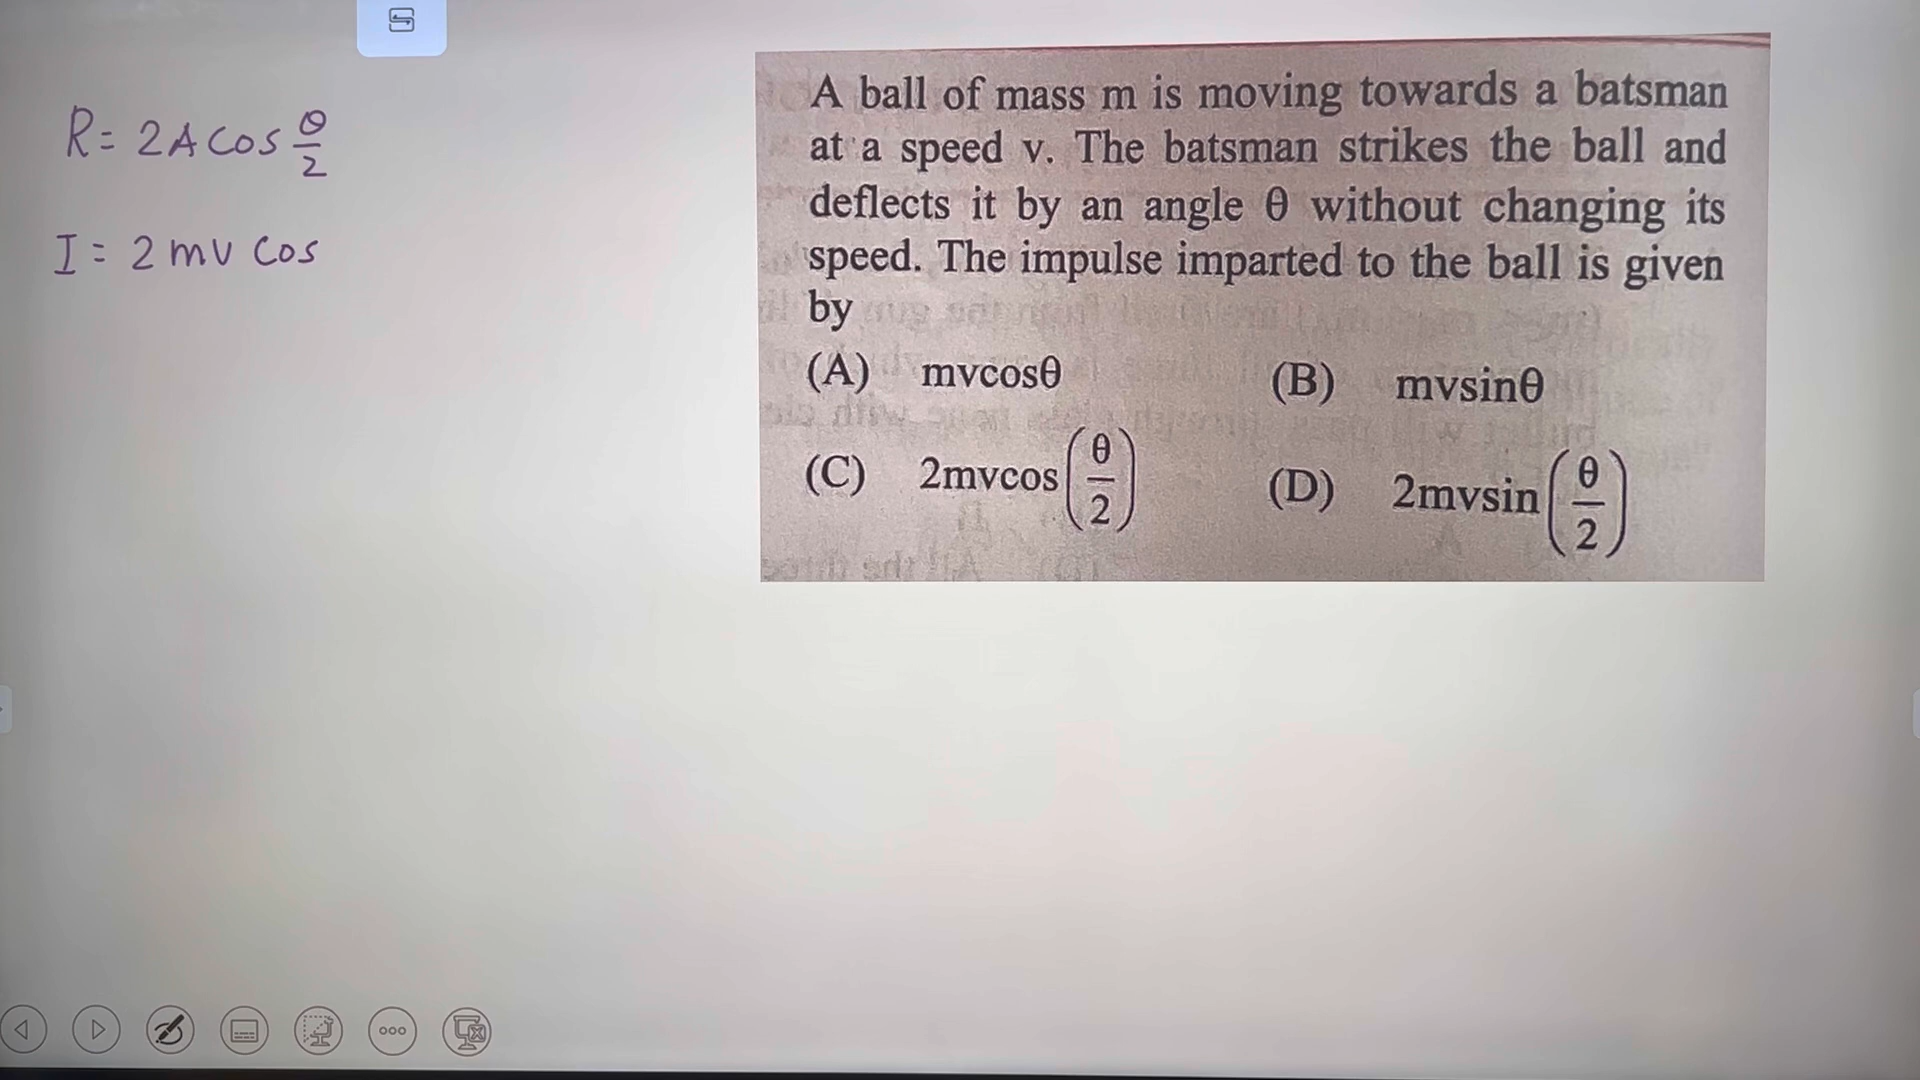 R = 2A cos θ/2
I = 2 mv cos
A ball of mass m is moving towards a batsman
at a speed v. The batsman strikes the ball and
deflects it by an angle θ without changing its
speed. The impulse imparted to the ball is given
by
(A) mvcosθ (B) mvsinθ
(C) 2mvcos(θ/2) (D) 2mvsin(θ/2)